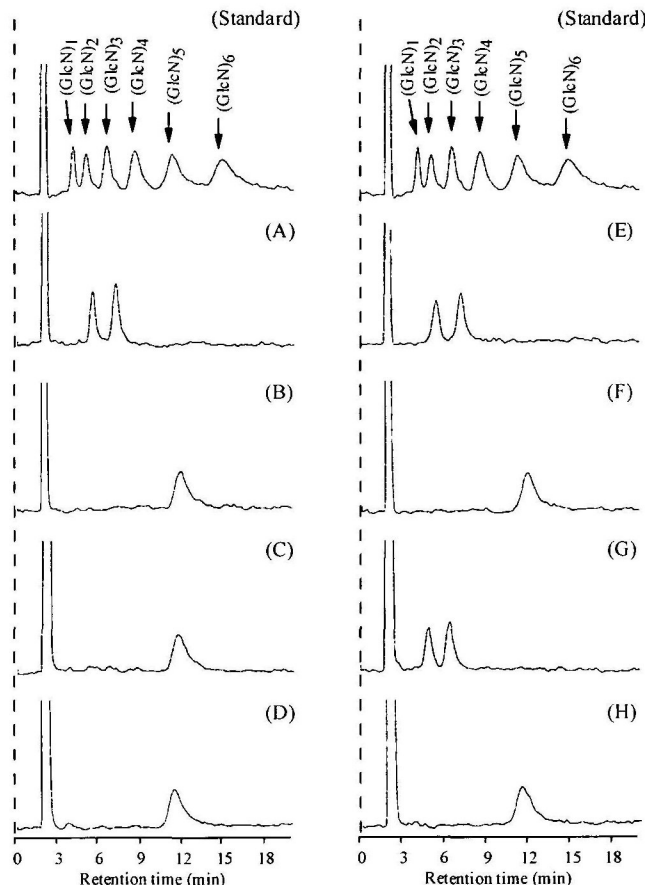 (Standard)
(GlcN)1
(GlcN)2
(GlcN)3
(GlcN)4
(GlcN)5
(GlcN)6
(A)
(B)
(C)
(D)
0 3 6 9 12 15 18
Retention time (min)
(Standard)
(GlcN)1
(GlcN)2
(GlcN)3
(GlcN)4
(GlcN)5
(GlcN)6
(E)
(F)
(G)
(H)
0 3 6 9 12 15 18
Retention time (min)